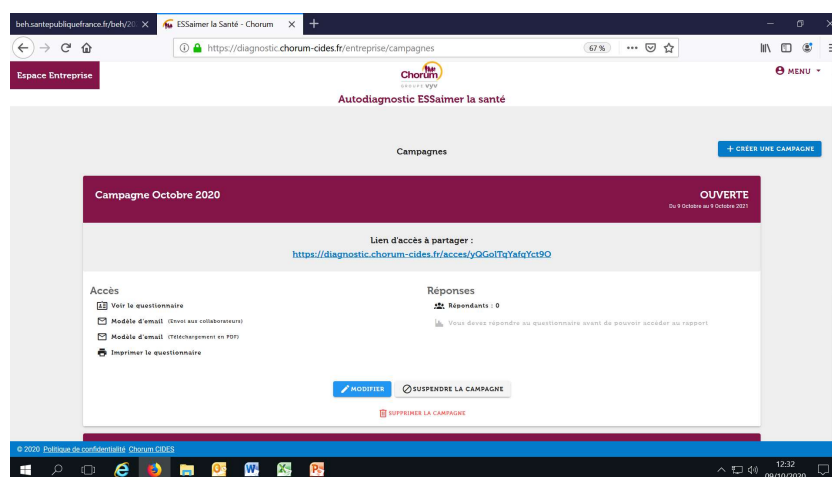 beh.santepubliquefrance.fr/beh/20
ESSaimer la Santé - Chorum
https://diagnostic.chorum-cides.fr/entreprise/campagnes
67 %
Espace Entreprise
Chorum
GROUPE vyv
MENU
Autodiagnostic ESSaimer la santé
Campagnes
+ CRÉER UNE CAMPAGNE
Campagne Octobre 2020
OUVERTE
Du 9 Octobre au 9 Octobre 2021
Lien d'accès à partager :
https://diagnostic.chorum-cides.fr/acces/yQGolTqYafqYct9O
Accès
Réponses
Voir le questionnaire
Répondants : 0
Modèle d'email (Envoi aux collaborateurs)
Vous devez répondre au questionnaire avant de pouvoir accéder au rapport
Modèle d'email (Téléchargement en PDF)
Imprimer le questionnaire
MODIFIER
SUSPENDRE LA CAMPAGNE
SUPPRIMER LA CAMPAGNE
© 2020 Politique de confidentialité Chorum CIDES
12:32
09/10/2020